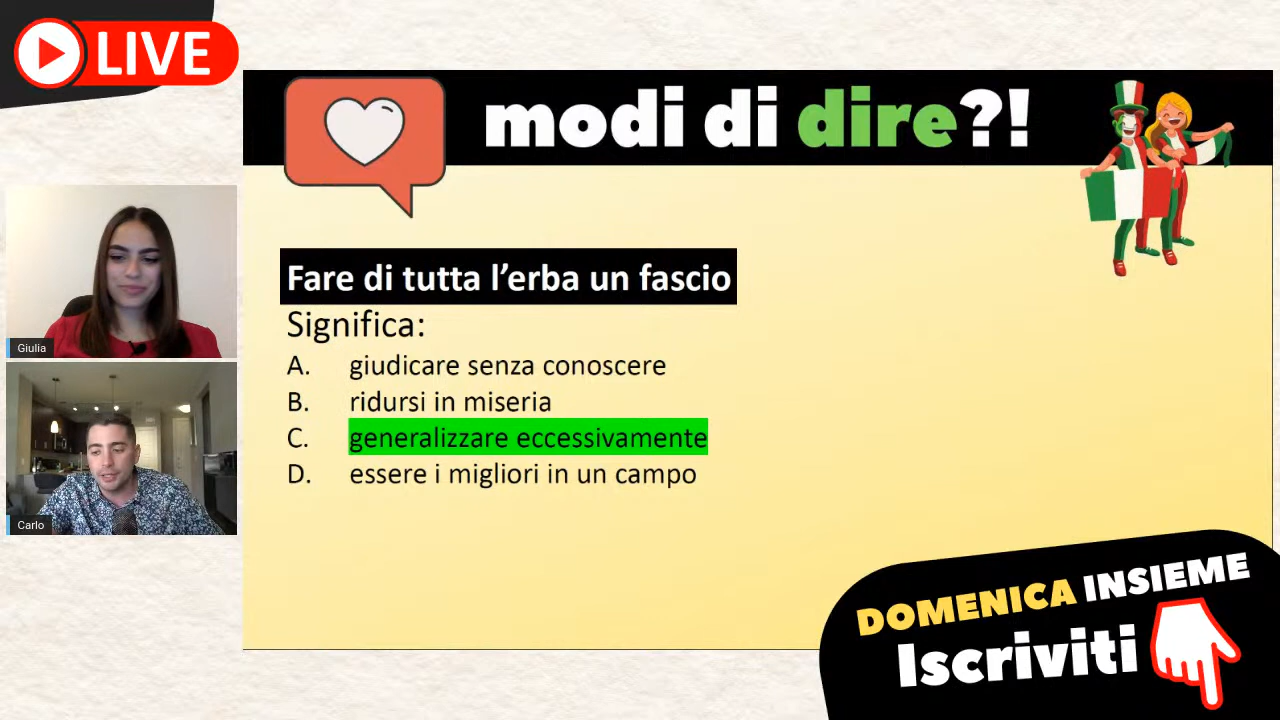 LIVE
modi di dire?!
Giulia
Carlo
Fare di tutta l’erba un fascio
Significa:
A. giudicare senza conoscere
B. ridursi in miseria
C. generalizzare eccessivamente
D. essere i migliori in un campo
DOMENICA INSIEME
Iscriviti